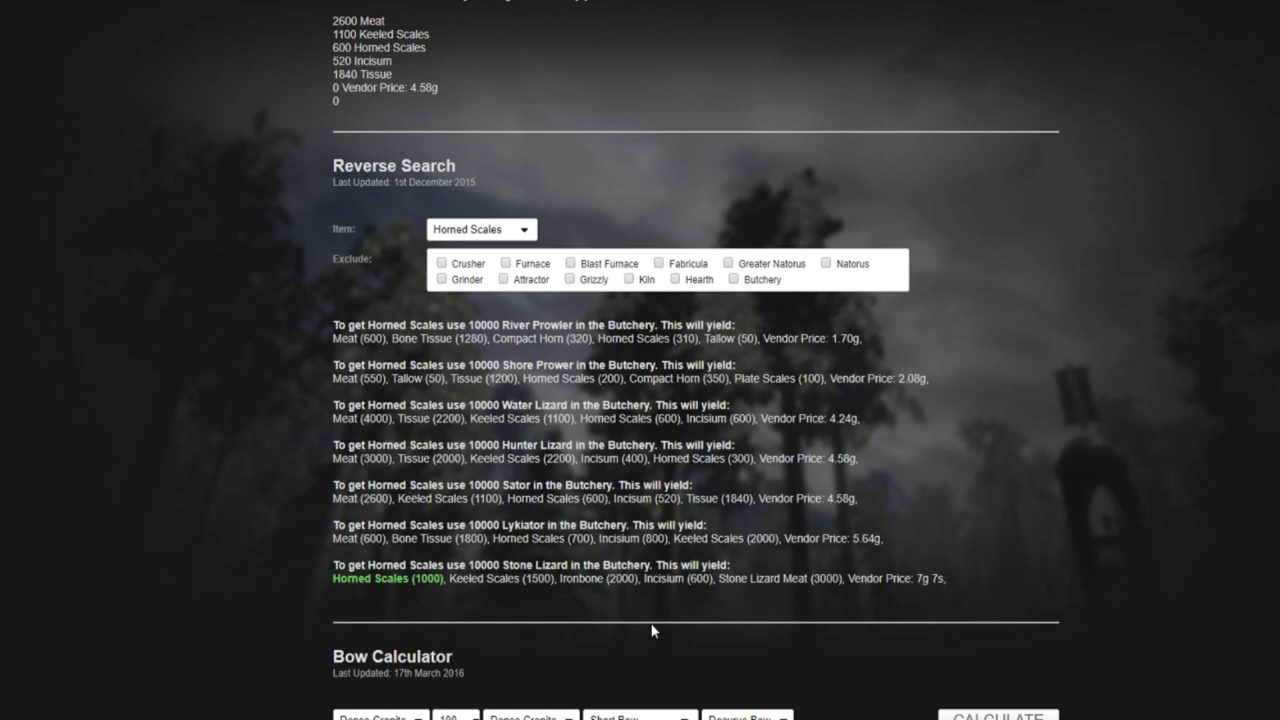 2600 Meat
1100 Keeled Scales
600 Horned Scales
520 Incisum
1840 Tissue
0 Vendor Price: 4.58g
0
Reverse Search
Last Updated: 1st December 2015
Item: Horned Scales
Exclude: Crusher Furnace Blast Furnace Fabricula Greater Natorus Natorus
Grinder Attractor Grizzly Kiln Hearth Butchery
To get Horned Scales use 10000 River Prowler in the Butchery. This will yield:
Meat (600), Bone Tissue (1280), Compact Horn (320), Horned Scales (310), Tallow (50), Vendor Price: 1.70g,
To get Horned Scales use 10000 Shore Prower in the Butchery. This will yield:
Meat (550), Tallow (50), Tissue (1200), Horned Scales (200), Compact Horn (350), Plate Scales (100), Vendor Price: 2.08g,
To get Horned Scales use 10000 Water Lizard in the Butchery. This will yield:
Meat (4000), Tissue (2200), Keeled Scales (1100), Horned Scales (600), Incisium (600), Vendor Price: 4.24g,
To get Horned Scales use 10000 Hunter Lizard in the Butchery. This will yield:
Meat (3000), Tissue (2000), Keeled Scales (2200), Incisum (400), Horned Scales (300), Vendor Price: 4.58g,
To get Horned Scales use 10000 Sator in the Butchery. This will yield:
Meat (2600), Keeled Scales (1100), Horned Scales (600), Incisum (520), Tissue (1840), Vendor Price: 4.58g,
To get Horned Scales use 10000 Lykiator in the Butchery. This will yield:
Meat (600), Bone Tissue (1800), Horned Scales (700), Incisium (800), Keeled Scales (2000), Vendor Price: 5.64g,
To get Horned Scales use 10000 Stone Lizard in the Butchery. This will yield:
Horned Scales (1000), Keeled Scales (1500), Ironbone (2000), Incisium (600), Stone Lizard Meat (3000), Vendor Price: 7g 7s,
Bow Calculator
Last Updated: 17th March 2016
Dense Granite 100 Dense Granite Short Bow CALCULATE